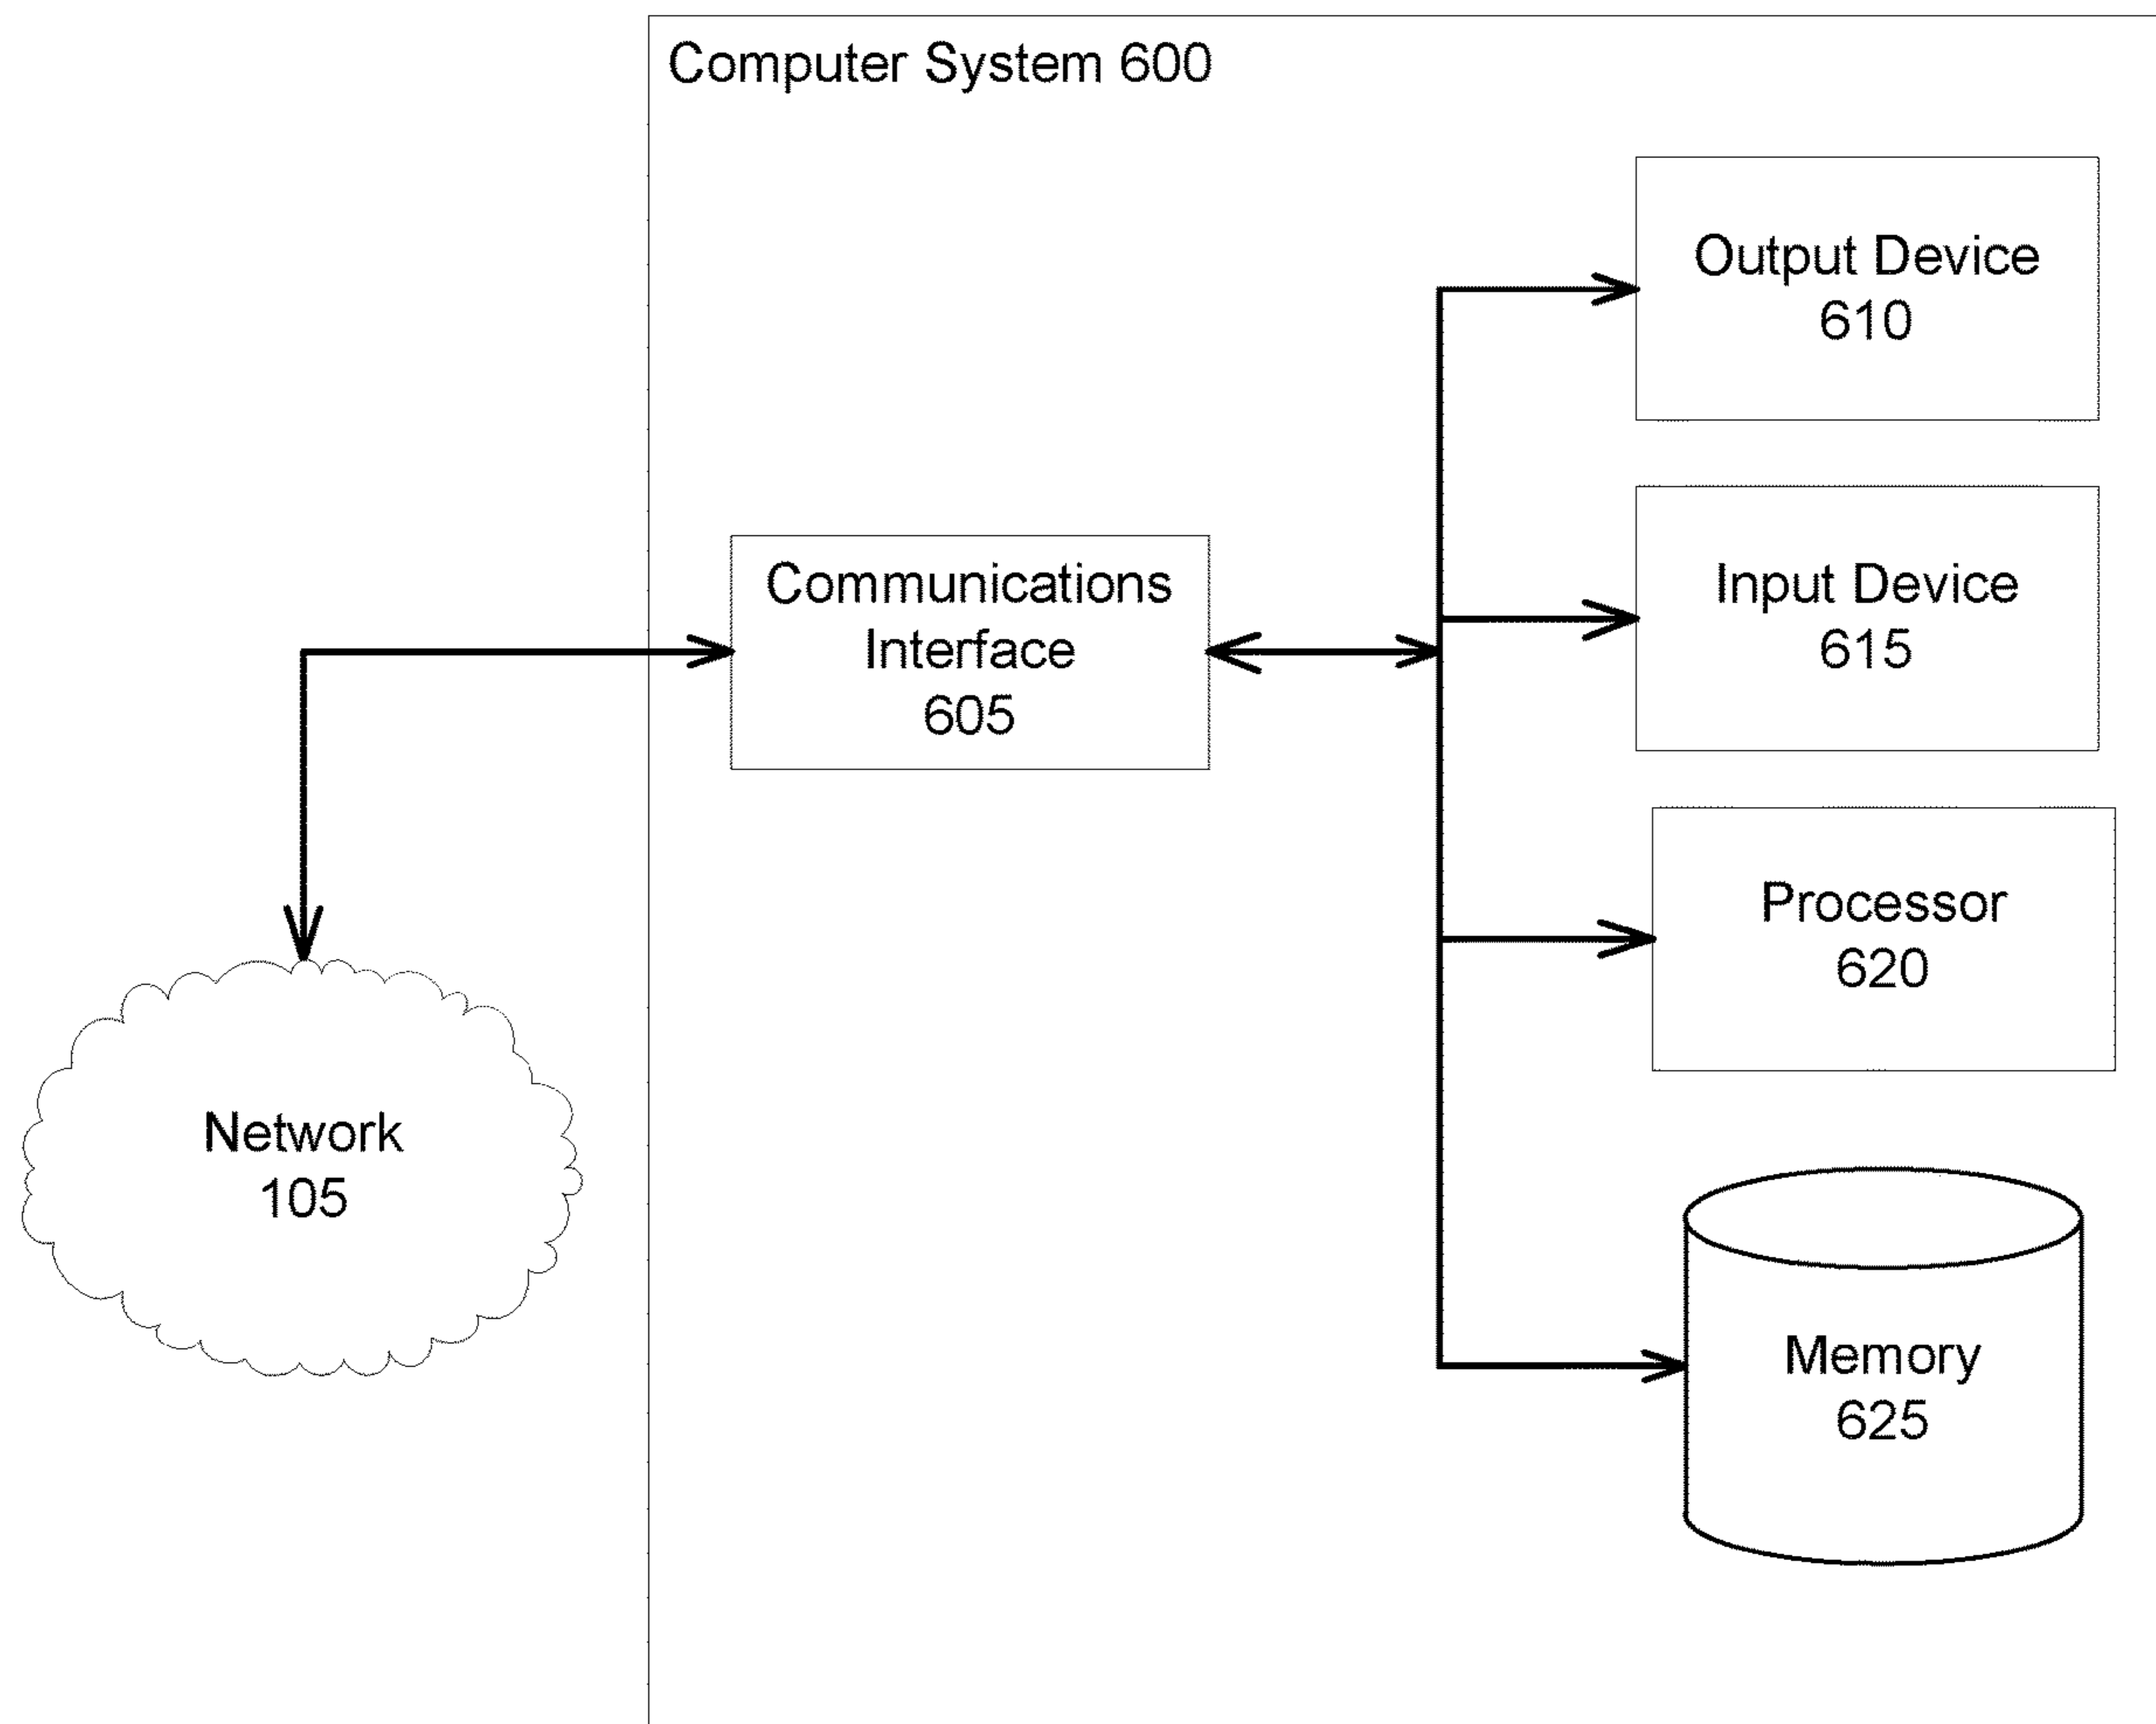 Computer System 600
Output Device
610
Communications
Interface
605
Input Device
615
Processor
620
Network
105
Memory
625